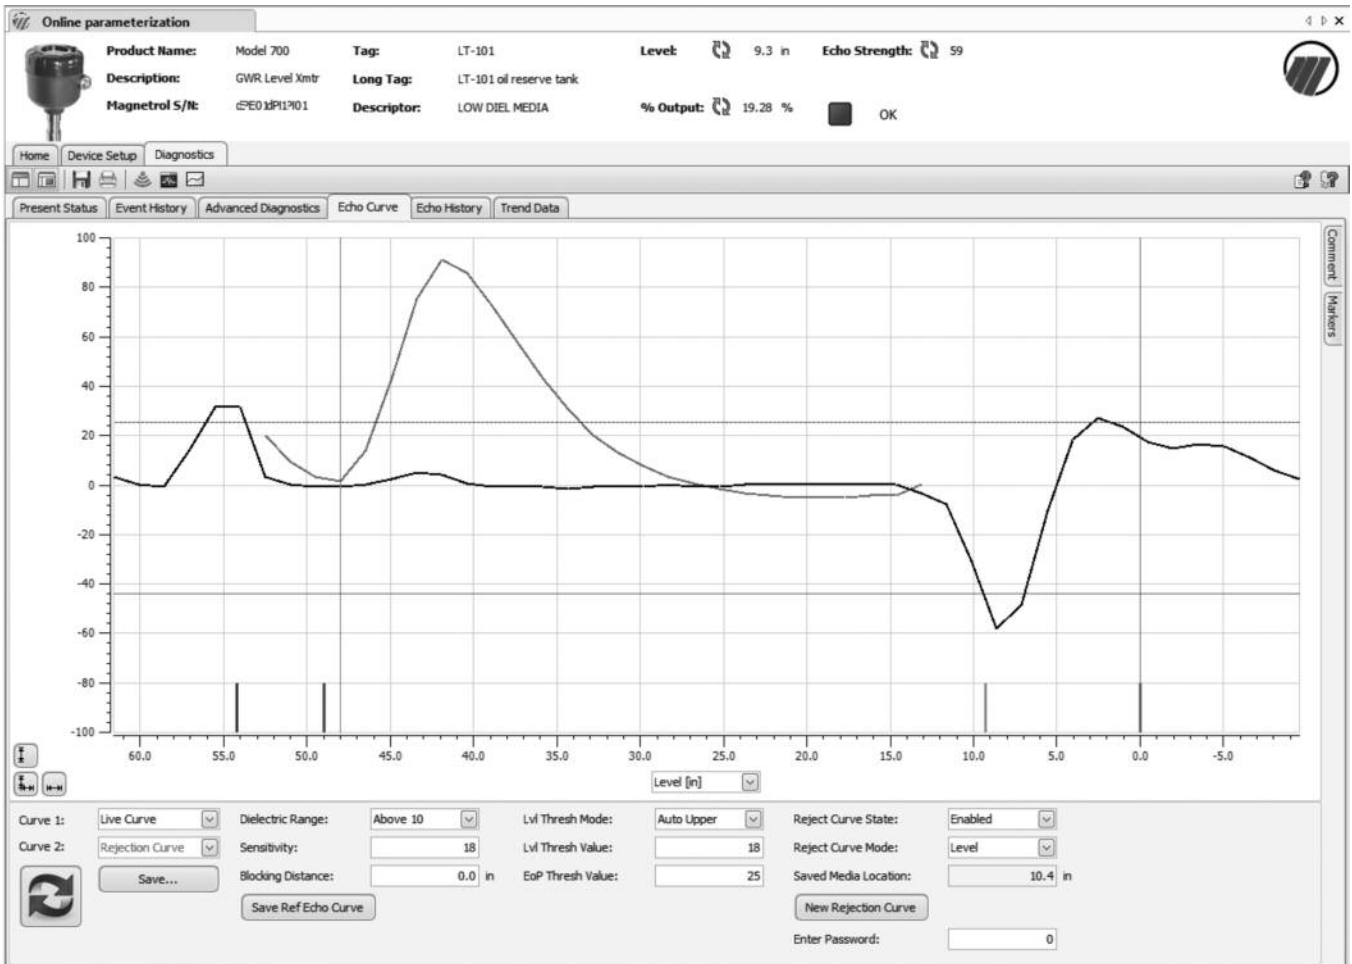 Online parameterization
Product Name: Model 700 Tag: LT-101 Level: 9.3 in Echo Strength: 59
Description: GWR Level Xmtr Long Tag: LT-101 oil reserve tank
Magnetrol S/N: Descriptor: LOW DIEL MEDIA % Output: 19.28 % OK
Home Device Setup Diagnostics
Present Status Event History Advanced Diagnostics Echo Curve Echo History Trend Data
Comment
Markers
100
80
60
40
20
0
-20
-40
-60
-80
-100
60.0 55.0 50.0 45.0 40.0 35.0 30.0 25.0 20.0 15.0 10.0 5.0 0.0 -5.0
Level [in]
Curve 1: Live Curve Dielectric Range: Above 10 Lvl Thresh Mode: Auto Upper Reject Curve State: Enabled
Curve 2: Rejection Curve Sensitivity: 18 Lvl Thresh Value: 18 Reject Curve Mode: Level
Save... Blocking Distance: 0.0 in EoP Thresh Value: 25 Saved Media Location: 10.4 in
Save Ref Echo Curve New Rejection Curve
Enter Password: 0